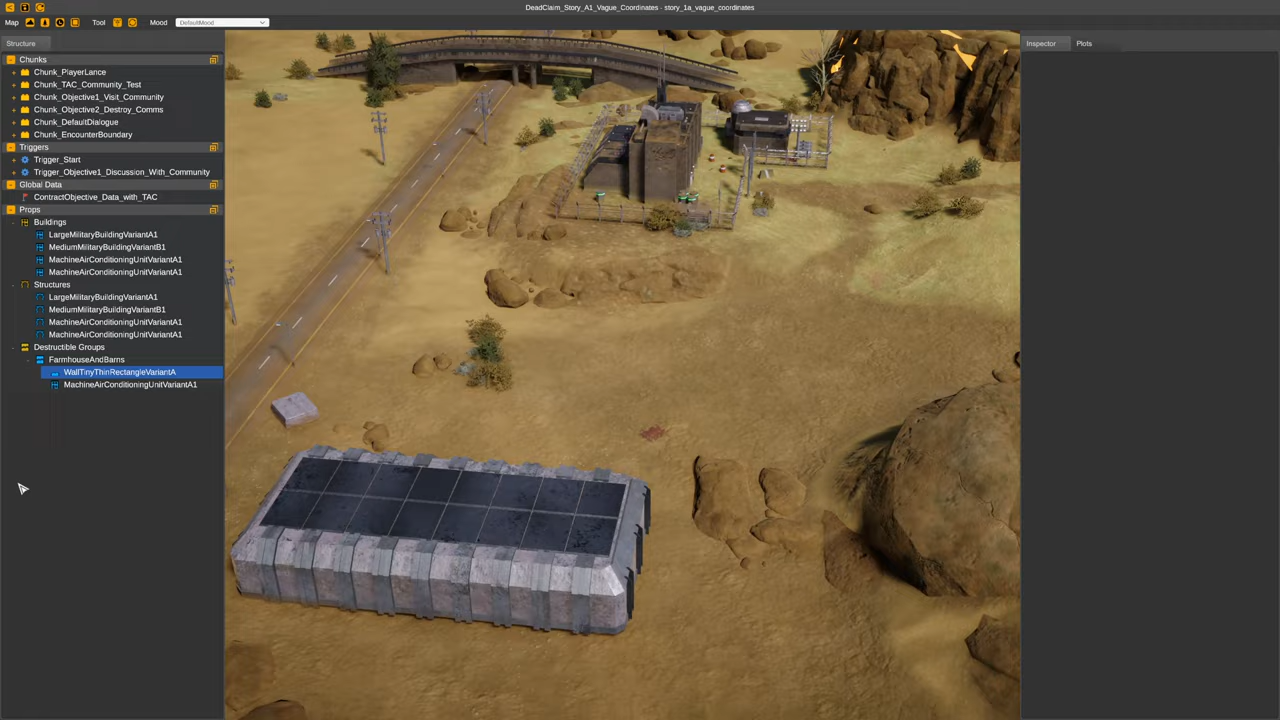 DeadClaim_Story_A1_Vague_Coordinates - story_1a_vague_coordinates
Map Tool Mood DefaultMood
Structure
Inspector Plots
Chunks
Chunk_PlayerLance
Chunk_TAC_Community_Test
Chunk_Objective1_Visit_Community
Chunk_Objective2_Destroy_Comms
Chunk_DefaultDialogue
Chunk_EncounterBoundary
Triggers
Trigger_Start
Trigger_Objective1_Discussion_With_Community
Global Data
ContractObjective_Data_with_TAC
Props
Buildings
LargeMilitaryBuildingVariantA1
MediumMilitaryBuildingVariantB1
MachineAirConditioningUnitVariantA1
MachineAirConditioningUnitVariantA1
Structures
LargeMilitaryBuildingVariantA1
MediumMilitaryBuildingVariantB1
MachineAirConditioningUnitVariantA1
MachineAirConditioningUnitVariantA1
Destructible Groups
FarmhouseAndBarns
WallTinyThinRectangleVariantA
MachineAirConditioningUnitVariantA1